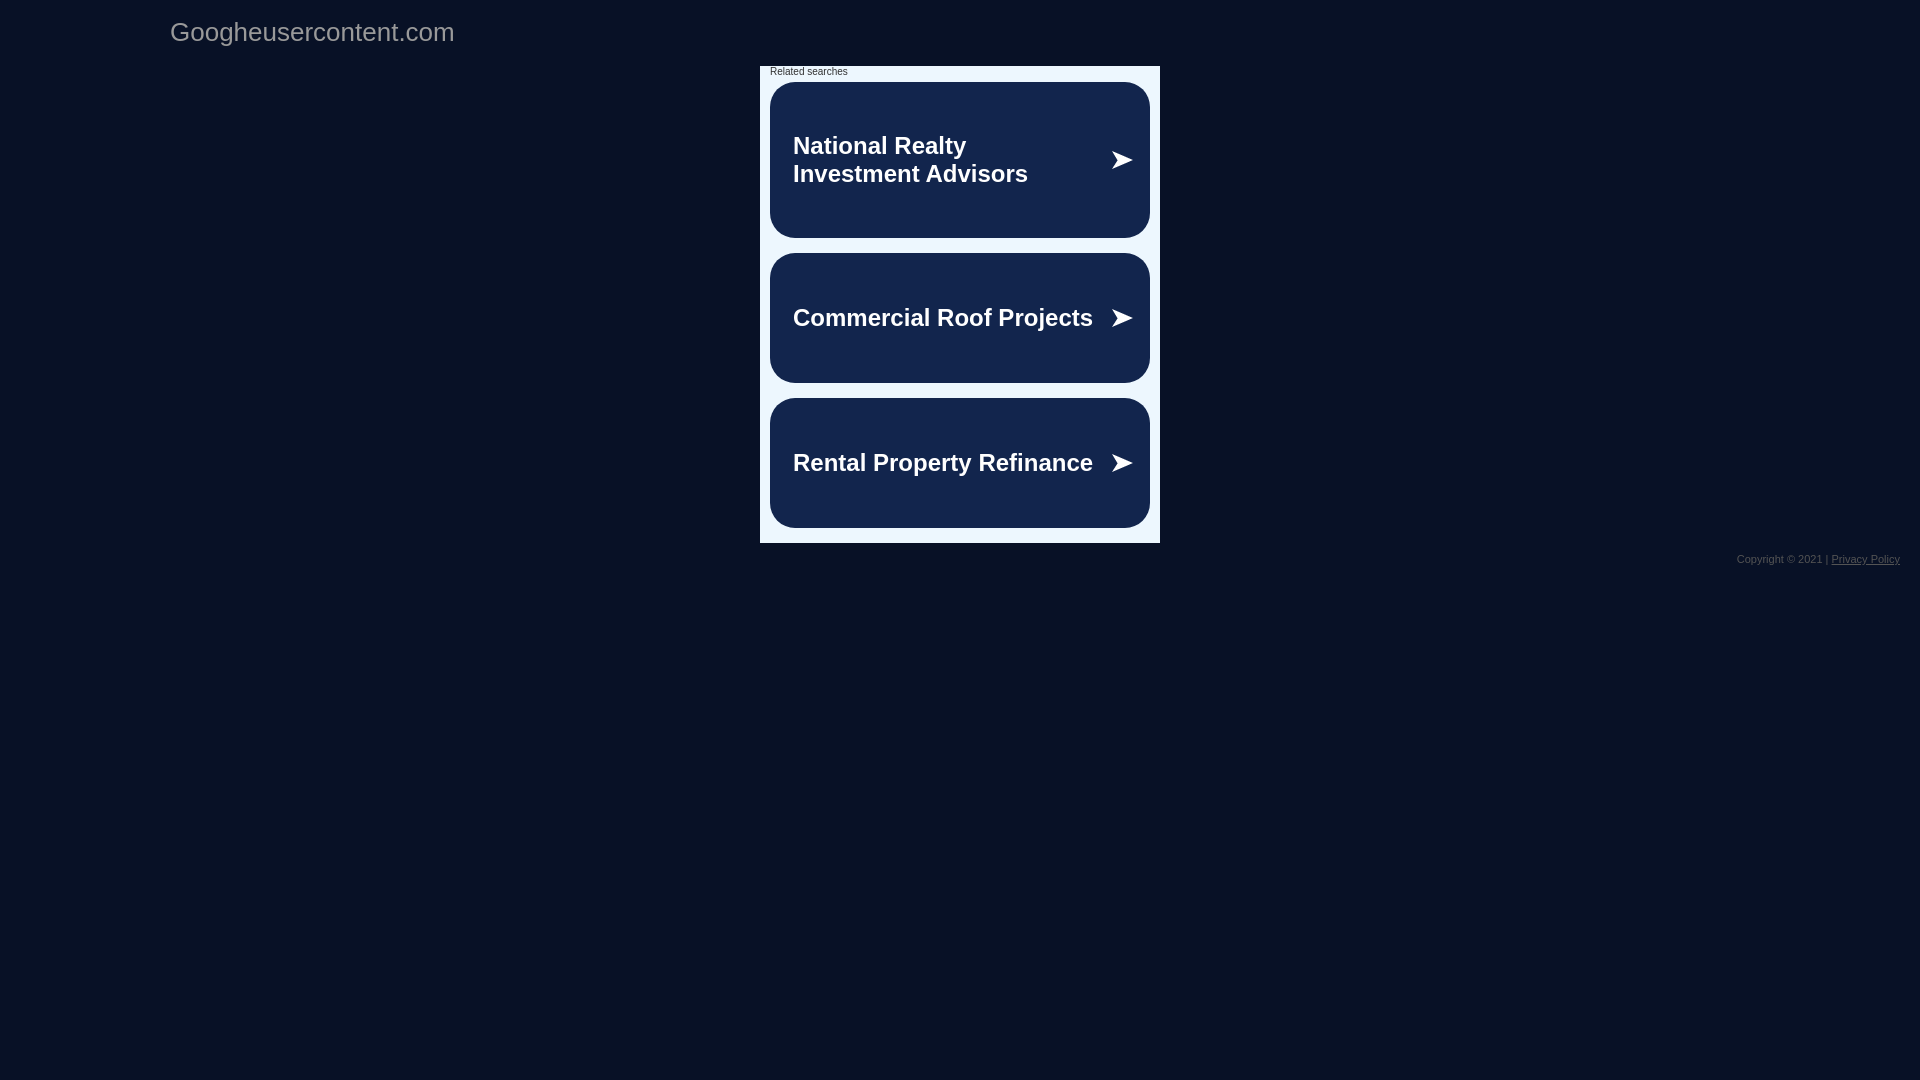 Googheusercontent.com
Related searches
National Realty
Investment Advisors
Commercial Roof Projects
Rental Property Refinance
Copyright © 2021 | Privacy Policy